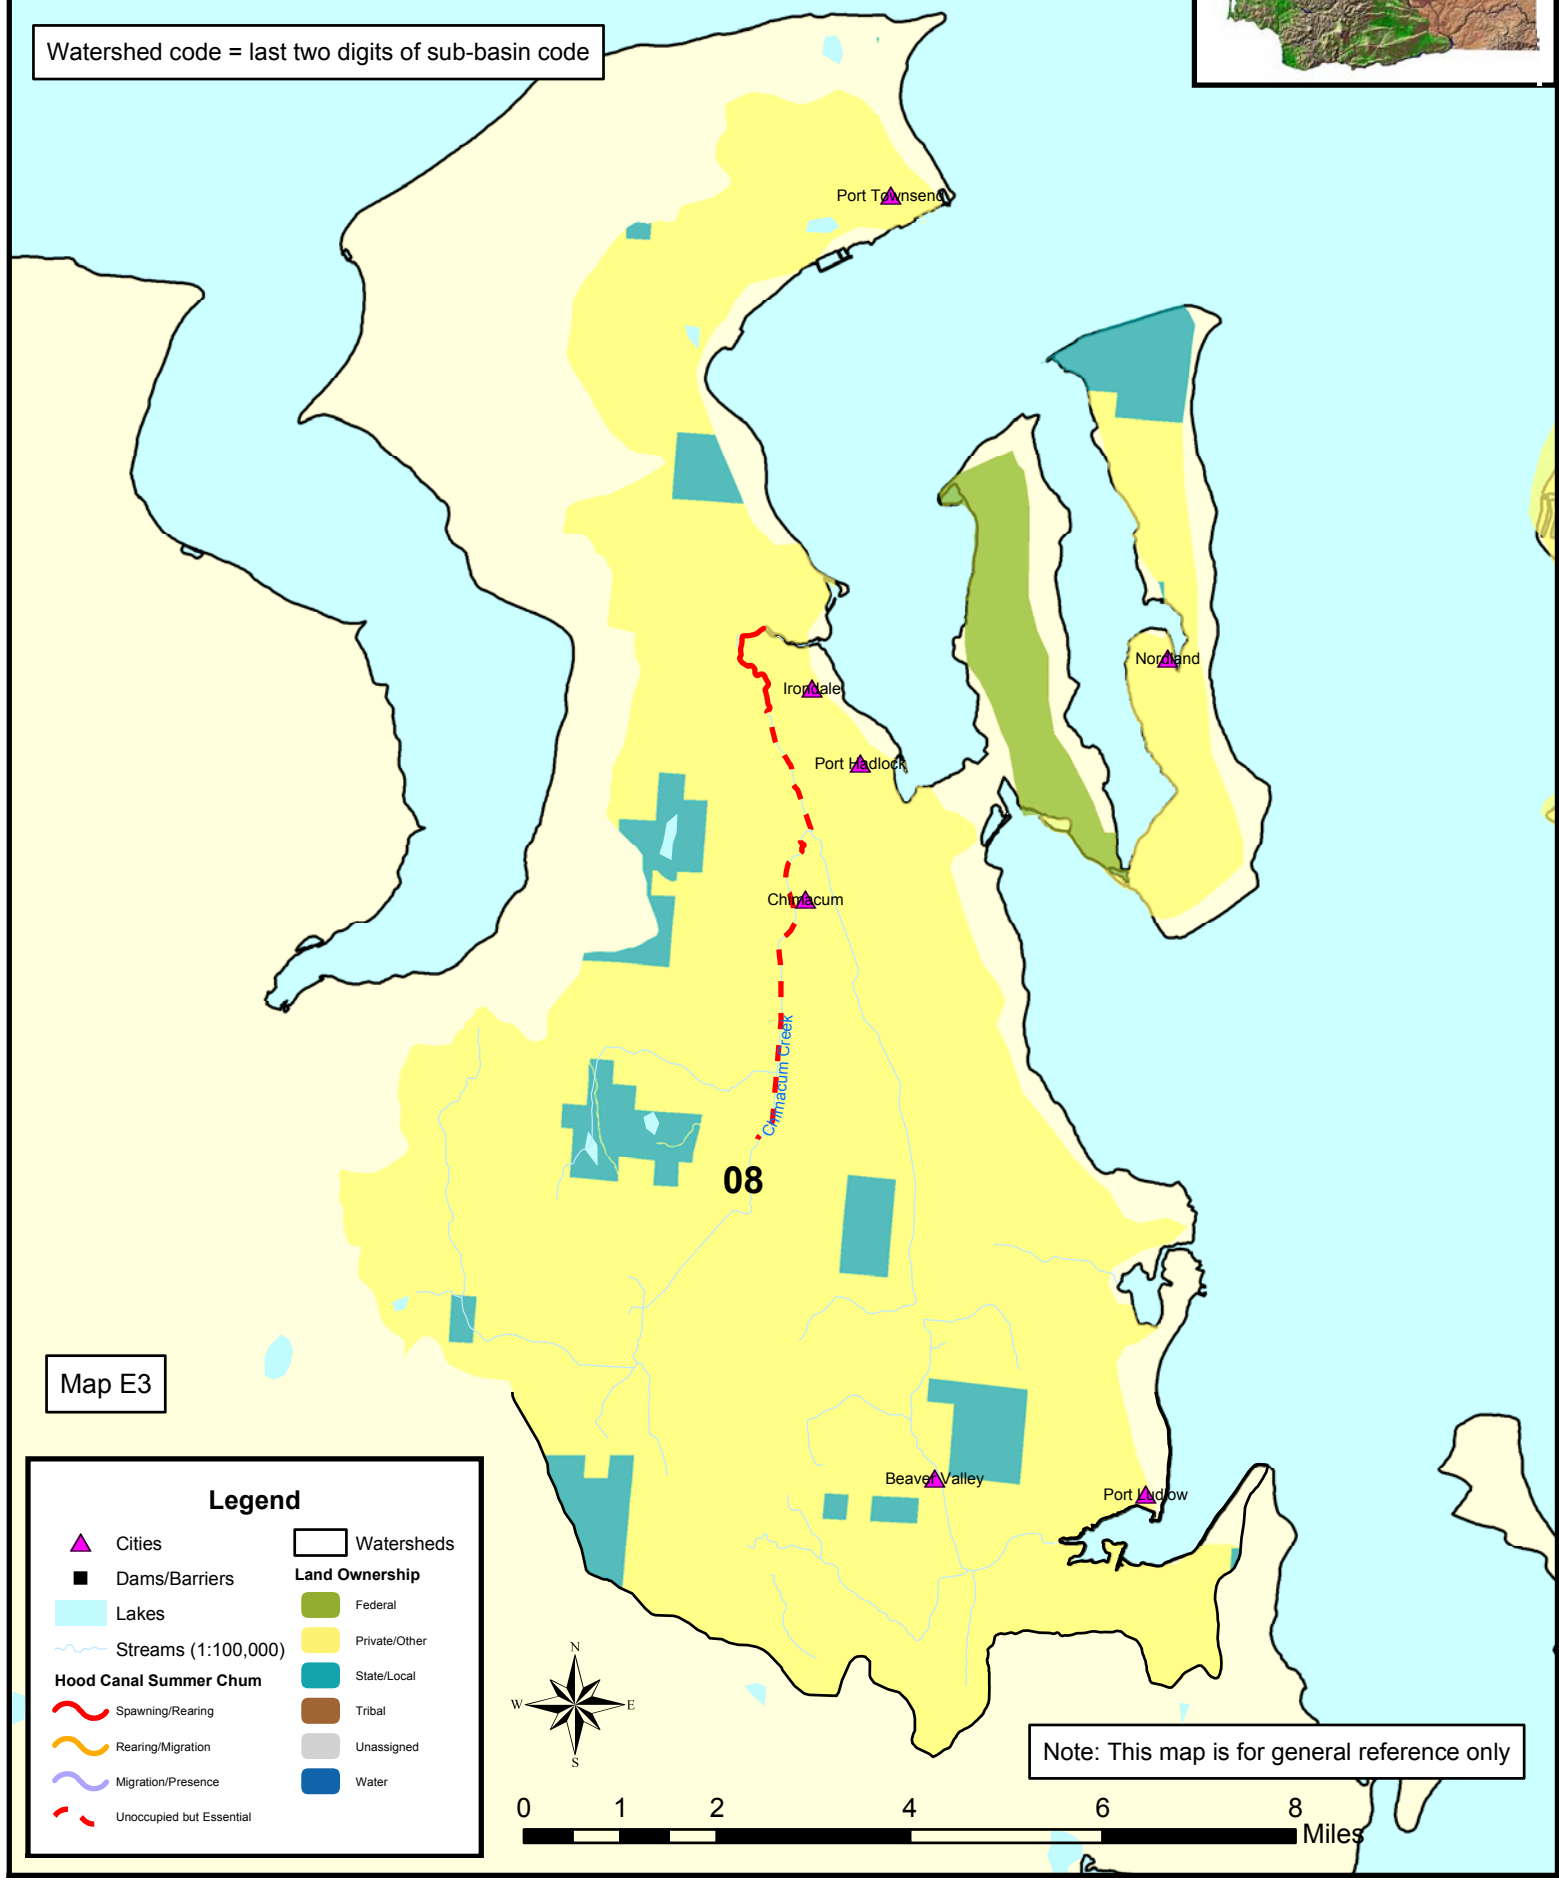 Watershed code = last two digits of sub-basin code
Port Townsend
Nordland
Irondale
Port Hadlock
Chimacum
Chimacum Creek
08
Map E3
Beaver Valley
Port Ludlow
Legend
Cities
Dams/Barriers
Lakes
Streams (1:100,000)
Hood Canal Summer Chum
Spawning/Rearing
Rearing/Migration
Migration/Presence
Unoccupied but Essential
Watersheds
Land Ownership
Federal
Private/Other
State/Local
Tribal
Unassigned
Water
N
W E
S
Note: This map is for general reference only
0 1 2 4 6 8
Miles